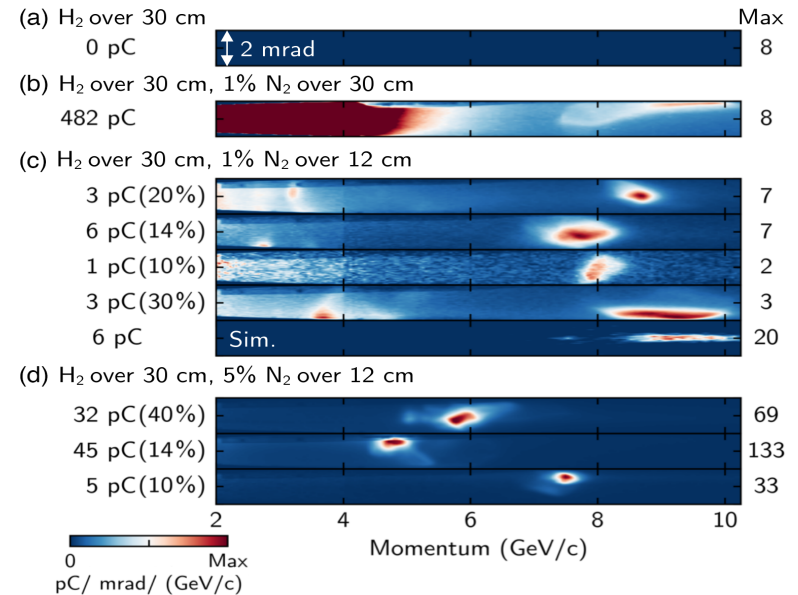 (a) H₂ over 30 cm
Max
0 pC
2 mrad
8
(b) H₂ over 30 cm, 1% N₂ over 30 cm
482 pC
8
(c) H₂ over 30 cm, 1% N₂ over 12 cm
3 pC(20%)
7
6 pC(14%)
7
1 pC(10%)
2
3 pC(30%)
3
6 pC
Sim.
20
(d) H₂ over 30 cm, 5% N₂ over 12 cm
32 pC(40%)
69
45 pC(14%)
133
5 pC(10%)
33
2 4 6 8 10
Momentum (GeV/c)
0 Max
pC/ mrad/ (GeV/c)